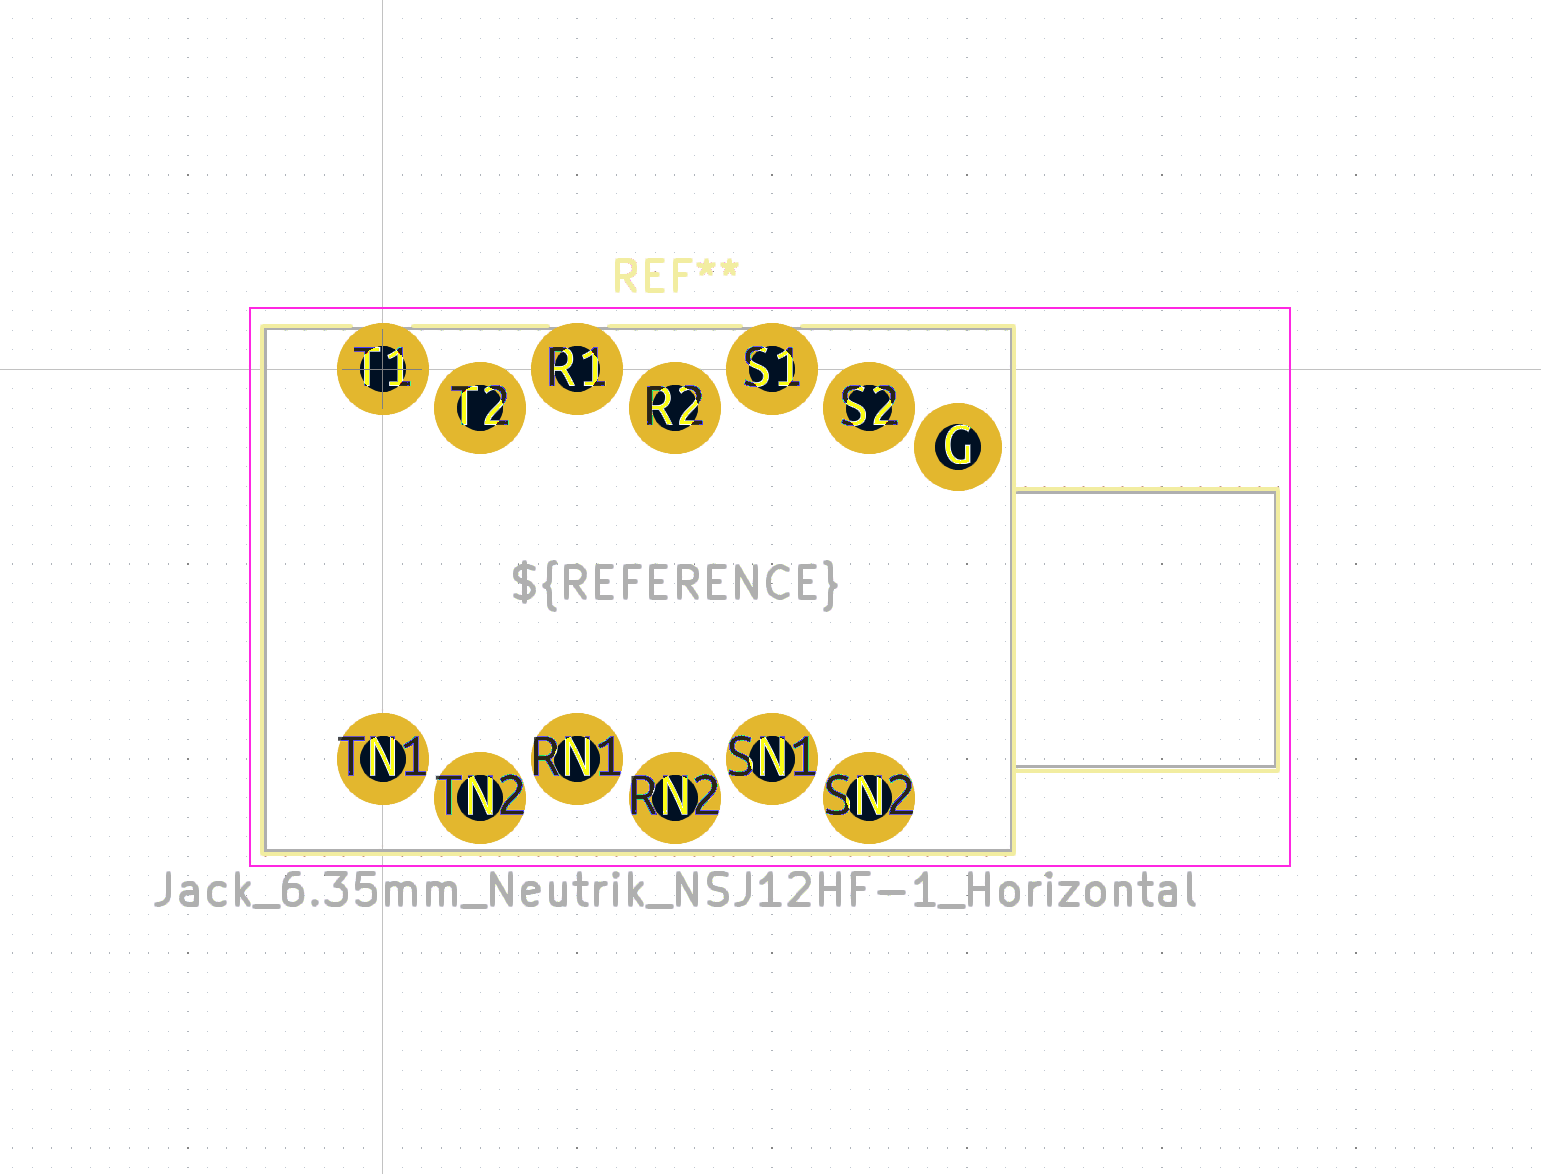 REF**
T1 R1 S1
T2 R2 S2
G
${REFERENCE}
TN1 RN1 SN1
TN2 RN2 SN2
Jack_6.35mm_Neutrik_NSJ12HF-1_Horizontal